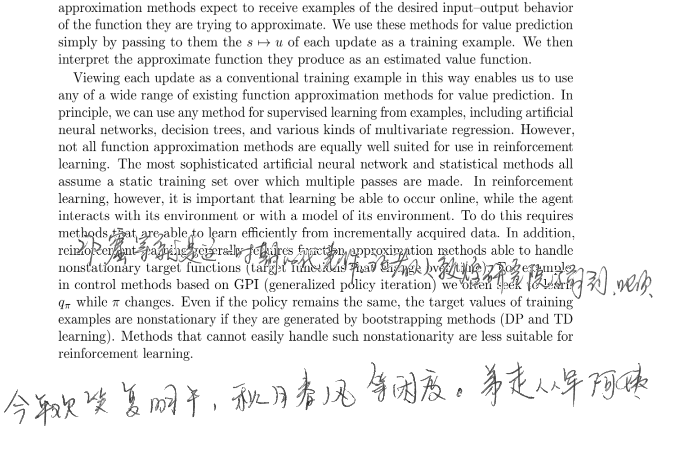 approximation methods expect to receive examples of the desired input–output behavior
of the function they are trying to approximate. We use these methods for value prediction
simply by passing to them the s ↦ u of each update as a training example. We then
interpret the approximate function they produce as an estimated value function.
Viewing each update as a conventional training example in this way enables us to use
any of a wide range of existing function approximation methods for value prediction. In
principle, we can use any method for supervised learning from examples, including artificial
neural networks, decision trees, and various kinds of multivariate regression. However,
not all function approximation methods are equally well suited for use in reinforcement
learning. The most sophisticated artificial neural network and statistical methods all
assume a static training set over which multiple passes are made. In reinforcement
learning, however, it is important that learning be able to occur online, while the agent
interacts with its environment or with a model of its environment. To do this requires
methods that are able to learn efficiently from incrementally acquired data. In addition,
reinforcement learning generally requires function approximation methods able to handle
nonstationary target functions (target functions that change over time). For example,
in control methods based on GPI (generalized policy iteration) we often seek to learn
qπ while π changes. Even if the policy remains the same, the target values of training
examples are nonstationary if they are generated by bootstrapping methods (DP and TD
learning). Methods that cannot easily handle such nonstationarity are less suitable for
reinforcement learning.
今年欢笑复明年，秋月春风等闲度。弟走从军阿姨